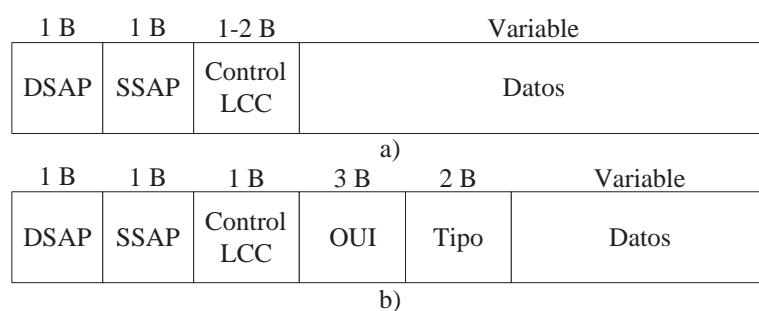 1 B 1 B 1-2 B Variable
DSAP SSAP Control LCC Datos
a)
1 B 1 B 1 B 3 B 2 B Variable
DSAP SSAP Control LCC OUI Tipo Datos
b)